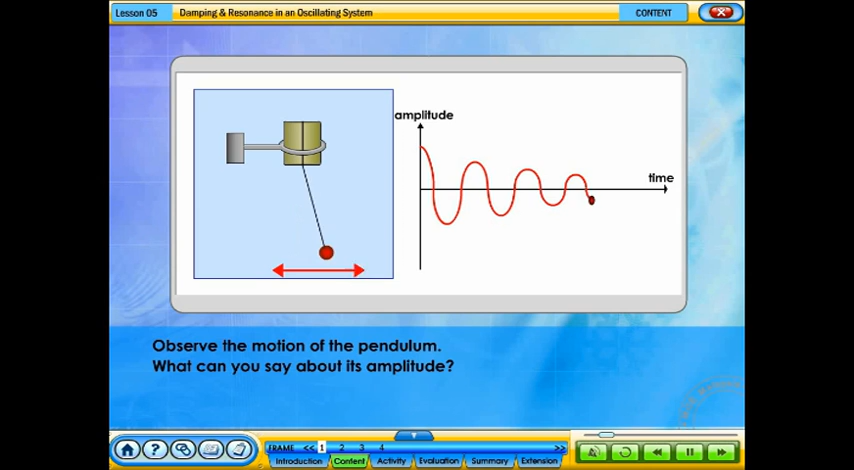 Lesson 05 Damping & Resonance in an Oscillating System CONTENT
amplitude
time
Observe the motion of the pendulum.
What can you say about its amplitude?
FRAME << 1 2 3 4 >>
Introduction Content Activity Evaluation Summary Extension